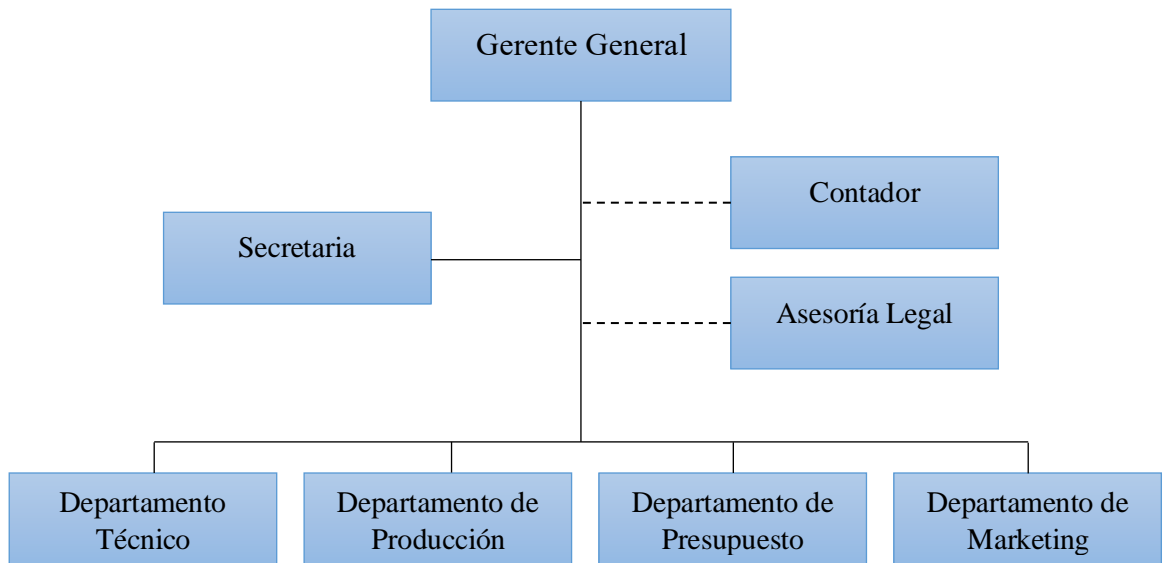 Gerente General
Contador
Secretaria
Asesoría Legal
Departamento
Técnico
Departamento de
Producción
Departamento de
Presupuesto
Departamento de
Marketing